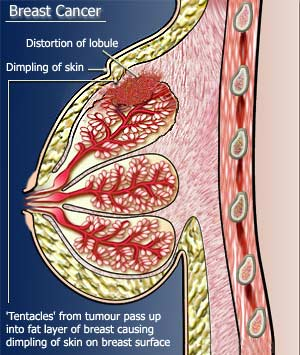 Breast Cancer
Distortion of lobule
Dimpling of skin
'Tentacles' from tumour pass up
into fat layer of breast causing
dimpling of skin on breast surface